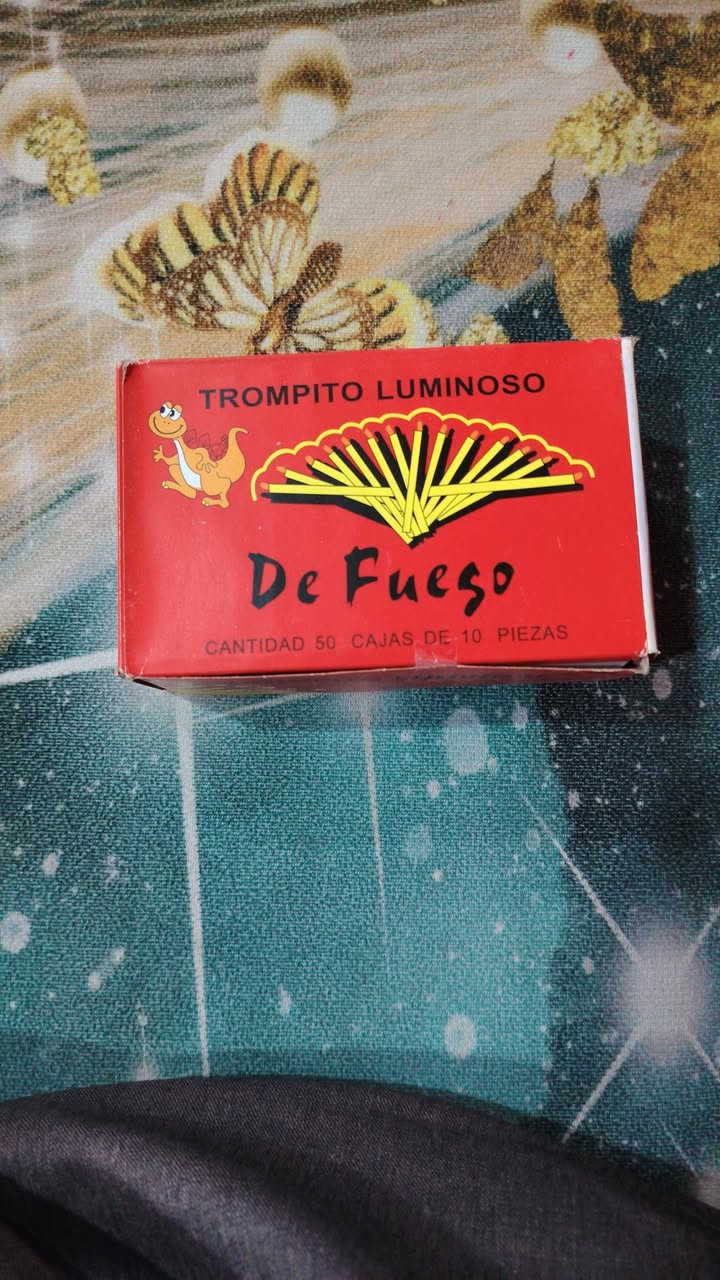 TROMPITO LUMINOSO
De Fuego
CANTIDAD 50 CAJAS DE 10 PIEZAS